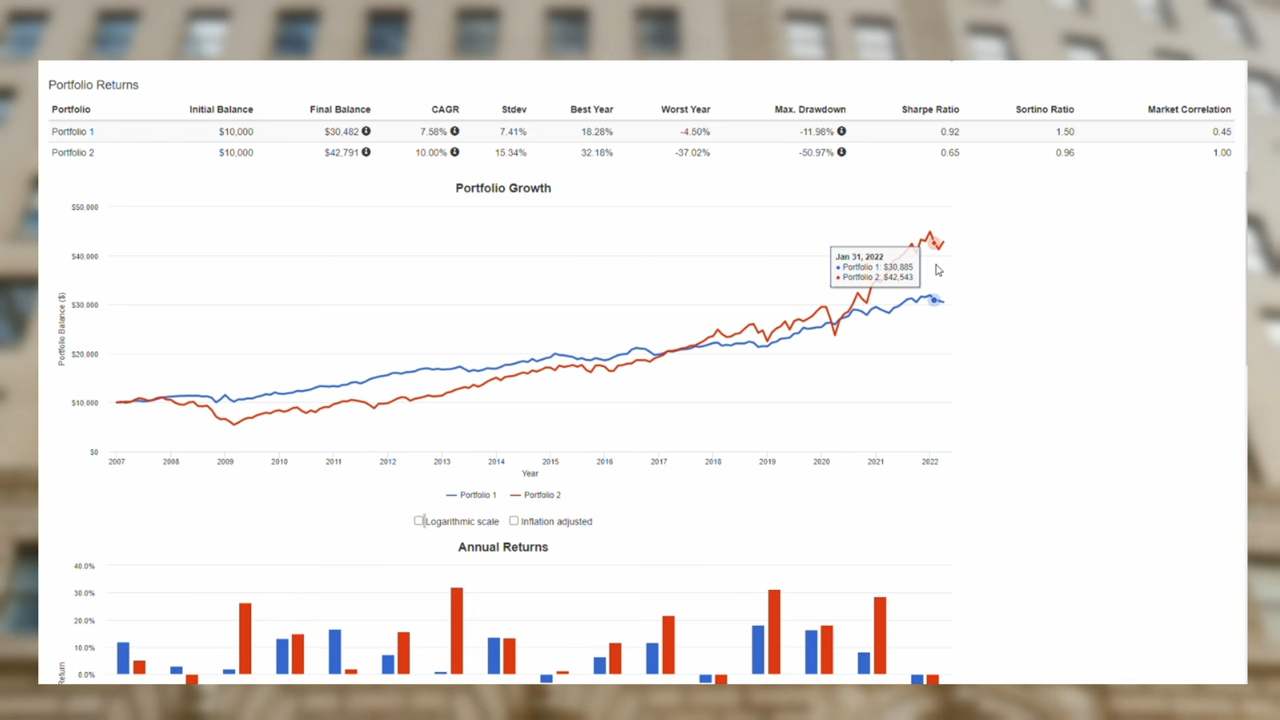 Portfolio Returns
Portfolio Initial Balance Final Balance CAGR Stdev Best Year Worst Year Max. Drawdown Sharpe Ratio Sortino Ratio Market Correlation
Portfolio 1 $10,000 $30,482 7.58% 7.41% 18.28% -4.50% -11.98% 0.92 1.50 0.45
Portfolio 2 $10,000 $42,791 10.00% 15.34% 32.18% -37.02% -50.97% 0.65 0.96 1.00
Portfolio Growth
$50,000
$40,000
$30,000
$20,000
$10,000
$0
Portfolio Balance ($)
Jan 31, 2022
Portfolio 1: $30,885
Portfolio 2: $42,543
2007 2008 2009 2010 2011 2012 2013 2014 2015 2016 2017 2018 2019 2020 2021 2022
Year
Portfolio 1 Portfolio 2
Logarithmic scale Inflation adjusted
Annual Returns
40.0%
30.0%
20.0%
10.0%
0.0%
Return